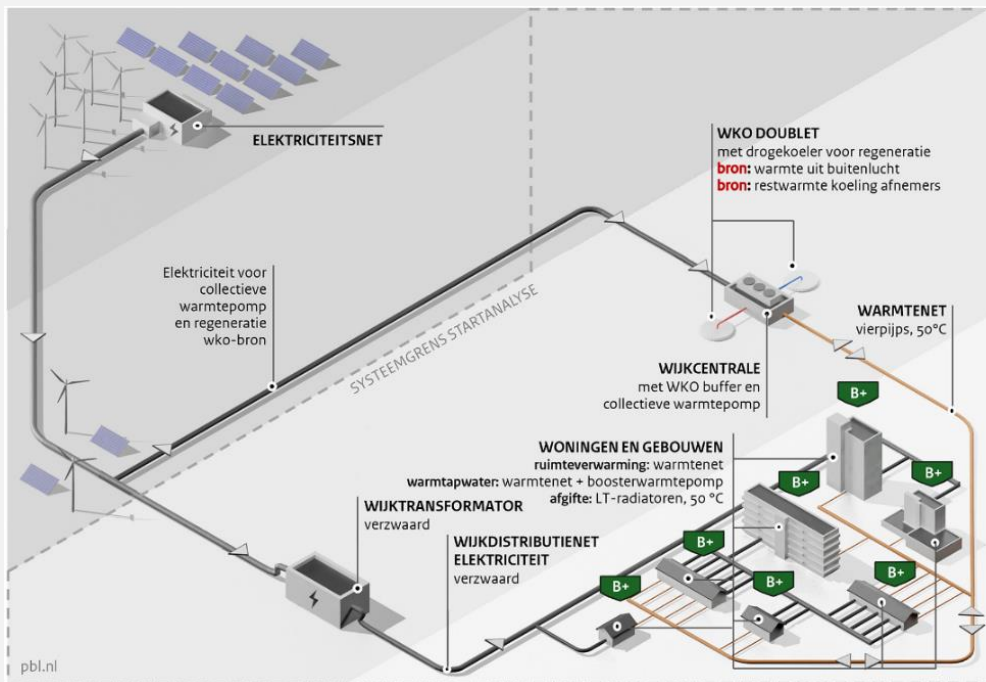 ELEKTRICITEITSNET
WKO DOUBLET
met drogekoeler voor regeneratie
bron: warmte uit buitenlucht
bron: restwarmte koeling afnemers
Elektriciteit voor
collectieve
warmtepomp
en regeneratie
wko-bron
SYSTEEMGRENS STARTANALYSE
WARMTENET
vierpijps, 50°C
WIJKCENTRALE
met WKO buffer en
collectieve warmtepomp
B+
WONINGEN EN GEBOUWEN
ruimteverwarming: warmtenet
warmtapwater: warmtenet + boosterwarmtepomp
afgifte: LT-radiatoren, 50 °C
B+
B+
WIJKTRANSFORMATOR
verzwaard
WIJKDISTRIBUTIENET
ELEKTRICITEIT
verzwaard
B+
B+
B+
B+
pbl.nl